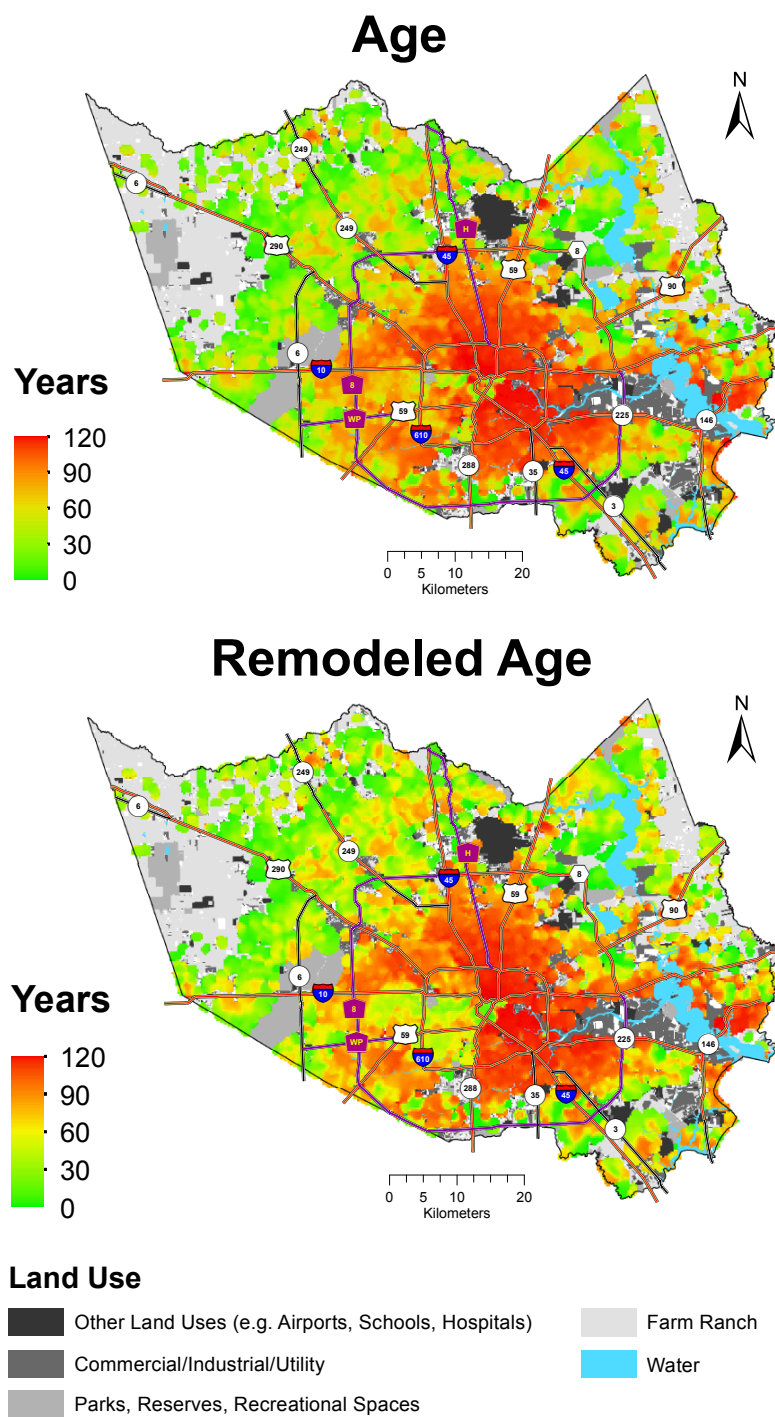 Age
N
249
6
249
H
290
45
59
8
90
6
10
8
59
WP
610
225
146
288
35
45
3
Years
120
90
60
30
0
0 5 10 20
Kilometers
Remodeled Age
N
249
6
249
H
290
45
59
8
90
6
10
8
59
WP
610
225
146
288
35
45
3
Years
120
90
60
30
0
0 5 10 20
Kilometers
Land Use
Other Land Uses (e.g. Airports, Schools, Hospitals)
Farm Ranch
Commercial/Industrial/Utility
Water
Parks, Reserves, Recreational Spaces